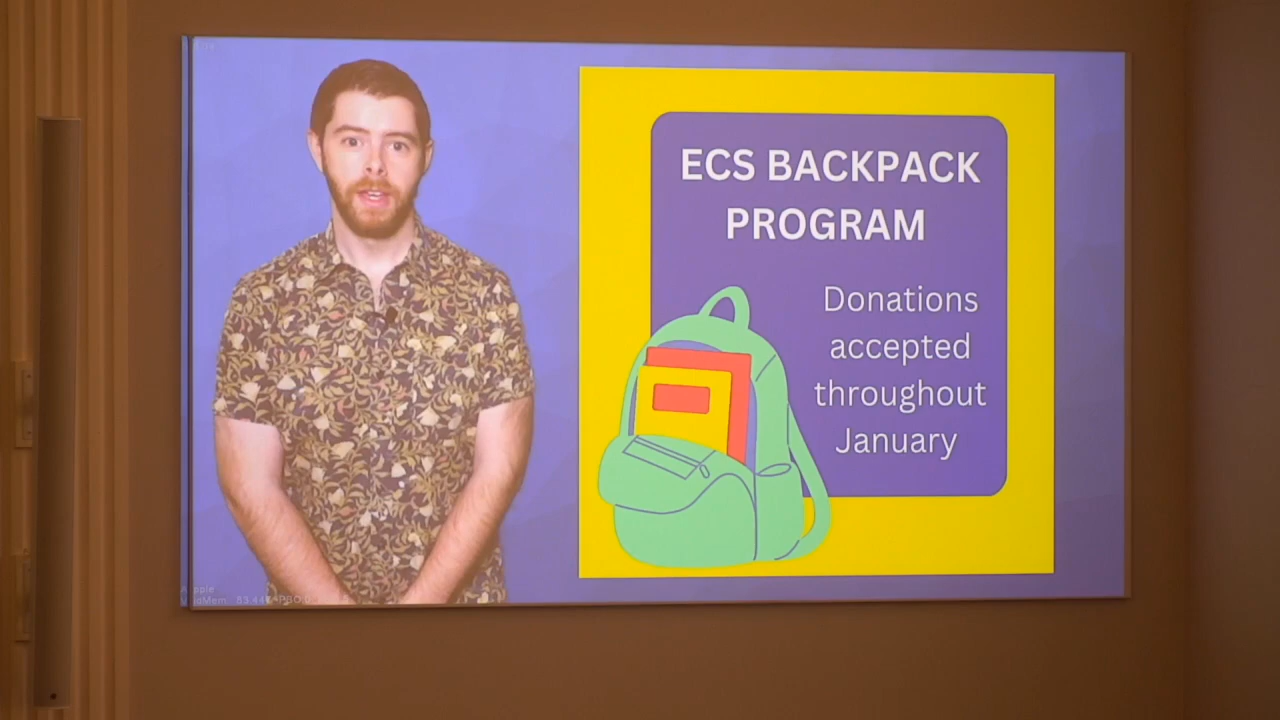 ECS BACKPACK
PROGRAM
Donations
accepted
throughout
January